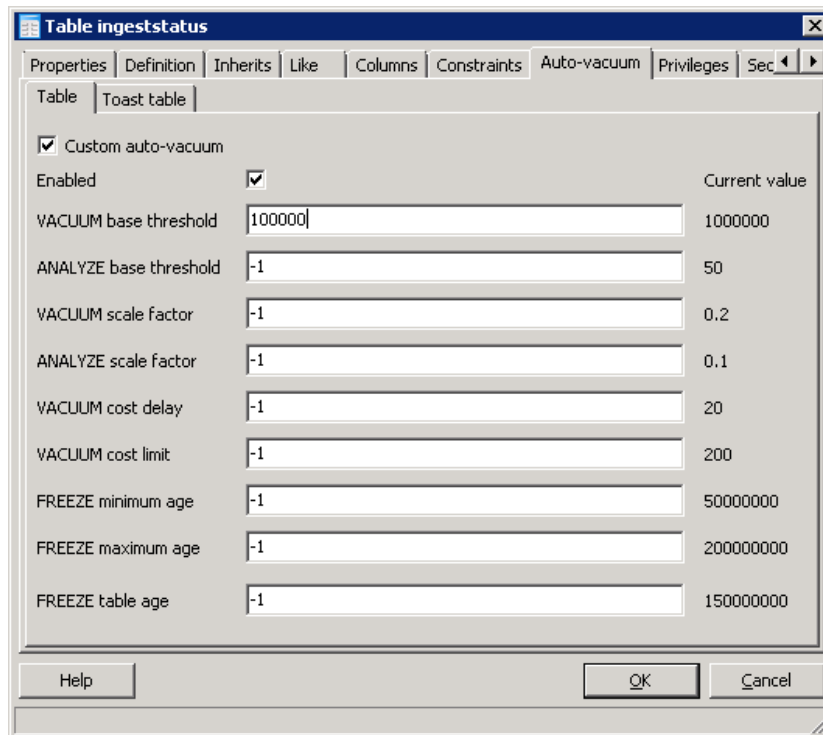 Table ingeststatus
Properties Definition Inherits Like Columns Constraints Auto-vacuum Privileges Sec
Table Toast table
Custom auto-vacuum
Enabled Current value
VACUUM base threshold 100000 1000000
ANALYZE base threshold -1 50
VACUUM scale factor -1 0.2
ANALYZE scale factor -1 0.1
VACUUM cost delay -1 20
VACUUM cost limit -1 200
FREEZE minimum age -1 50000000
FREEZE maximum age -1 200000000
FREEZE table age -1 150000000
Help OK Cancel